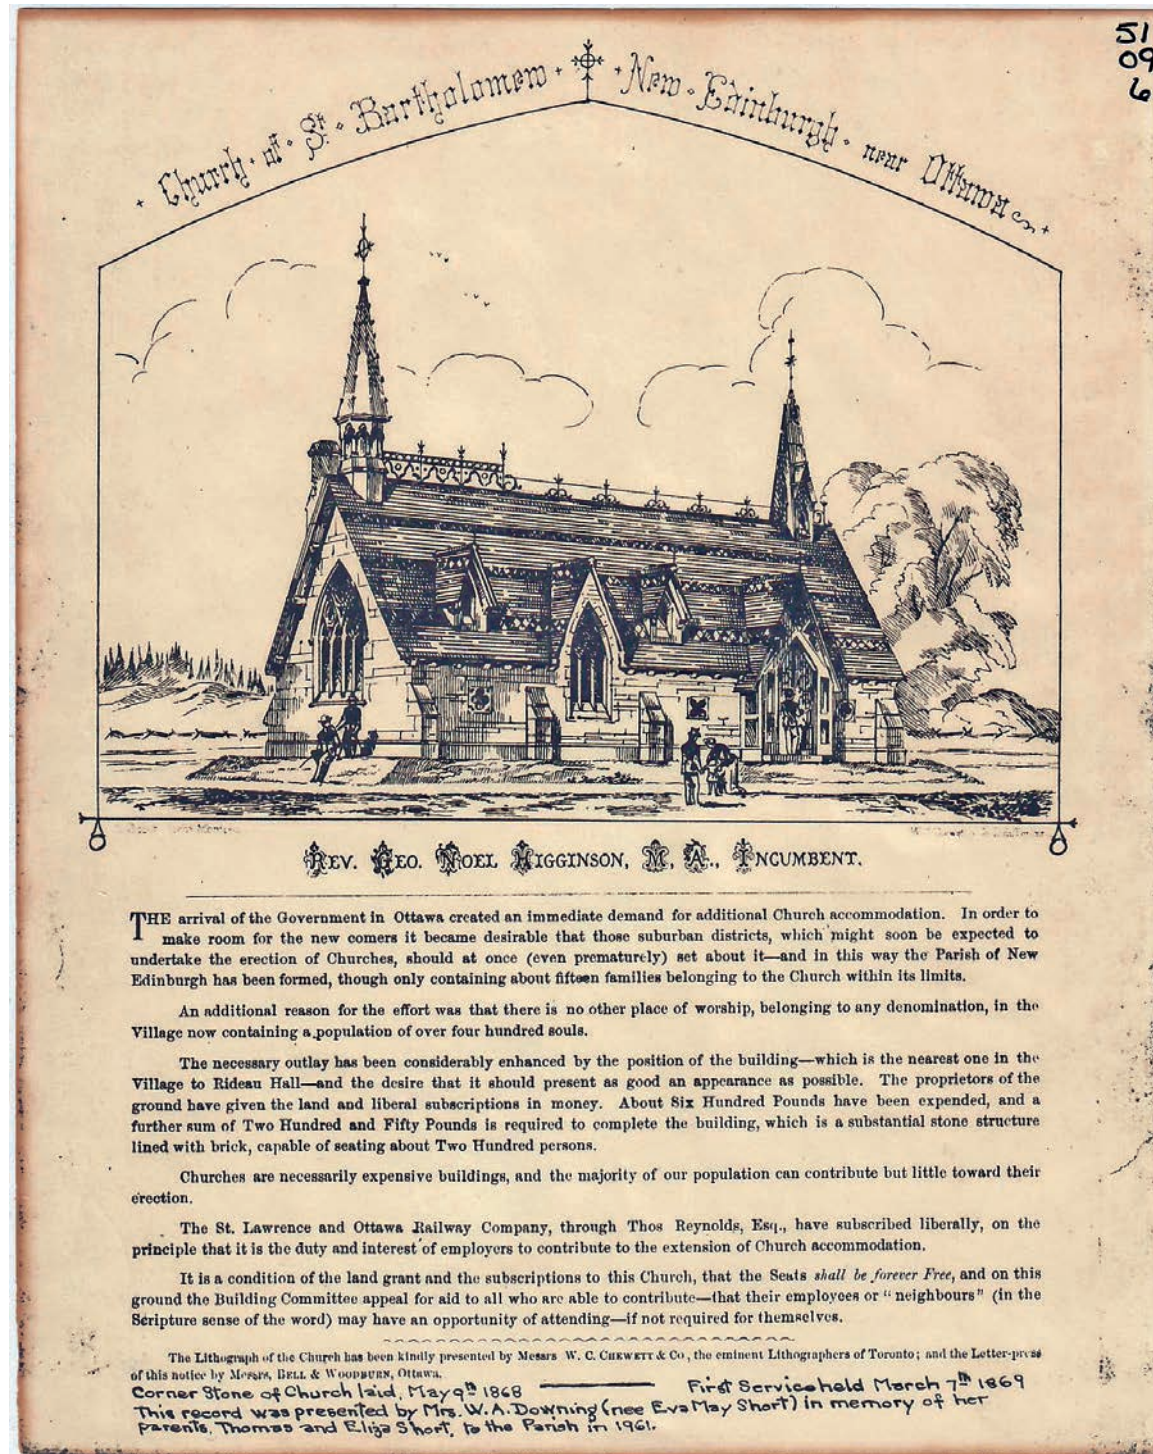 51
09
6
Church of St. Bartholomew New Edinburgh near Ottawa
REV. GEO. NOEL HIGGINSON, M. A., INCUMBENT.
THE arrival of the Government in Ottawa created an immediate demand for additional Church accommodation. In order to
make room for the new comers it became desirable that those suburban districts, which might soon be expected to
undertake the erection of Churches, should at once (even prematurely) set about it—and in this way the Parish of New
Edinburgh has been formed, though only containing about fifteen families belonging to the Church within its limits.
An additional reason for the effort was that there is no other place of worship, belonging to any denomination, in the
Village now containing a population of over four hundred souls.
The necessary outlay has been considerably enhanced by the position of the building—which is the nearest one in the
Village to Rideau Hall—and the desire that it should present as good an appearance as possible. The proprietors of the
ground have given the land and liberal subscriptions in money. About Six Hundred Pounds have been expended, and a
further sum of Two Hundred and Fifty Pounds is required to complete the building, which is a substantial stone structure
lined with brick, capable of seating about Two Hundred persons.
Churches are necessarily expensive buildings, and the majority of our population can contribute but little toward their
erection.
The St. Lawrence and Ottawa Railway Company, through Thos Reynolds, Esq., have subscribed liberally, on the
principle that it is the duty and interest of employers to contribute to the extension of Church accommodation.
It is a condition of the land grant and the subscriptions to this Church, that the Seats shall be forever Free, and on this
ground the Building Committee appeal for aid to all who are able to contribute—that their employees or "neighbours" (in the
Scripture sense of the word) may have an opportunity of attending—if not required for themselves.
The Lithograph of the Church has been kindly presented by Messrs W. C. CHEWETT & Co, the eminent Lithographers of Toronto; and the Letter-press
of this notice by Messrs, BELL & WOODBURN, Ottawa.
Corner Stone of Church laid, May 9th 1868 — First Service held March 7th 1869
This record was presented by Mrs. W. A. Downing (nee Eva May Short) in memory of her
parents, Thomas and Eliza Short, to the Parish in 1961.